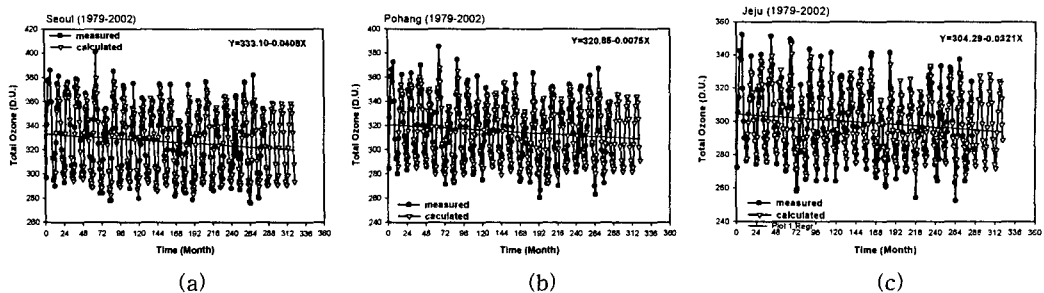 Seoul (1979-2002)
420
400
380
360
340
320
300
280
260
Total Ozone (D.U.)
measured
calculated
Y=333.10-0.0408X
0 24 48 72 96 120 144 168 192 216 240 264 288 312 336 360
Time (Month)
(a)
Pohang (1979-2002)
400
380
360
340
320
300
280
260
240
Total Ozone (D.U.)
Y=320.85-0.0075X
measured
caculated
0 24 48 72 96 120 144 168 192 216 240 264 288 312 336 360
Time (Month)
(b)
Jeju (1979-2002)
360
340
320
300
280
260
240
Total Ozone (D.U.)
Y=304.29-0.0321X
measured
calculated
Plot 1 Regr
0 24 48 72 96 120 144 168 192 216 240 264 288 312 336 360
Time (Month)
(c)